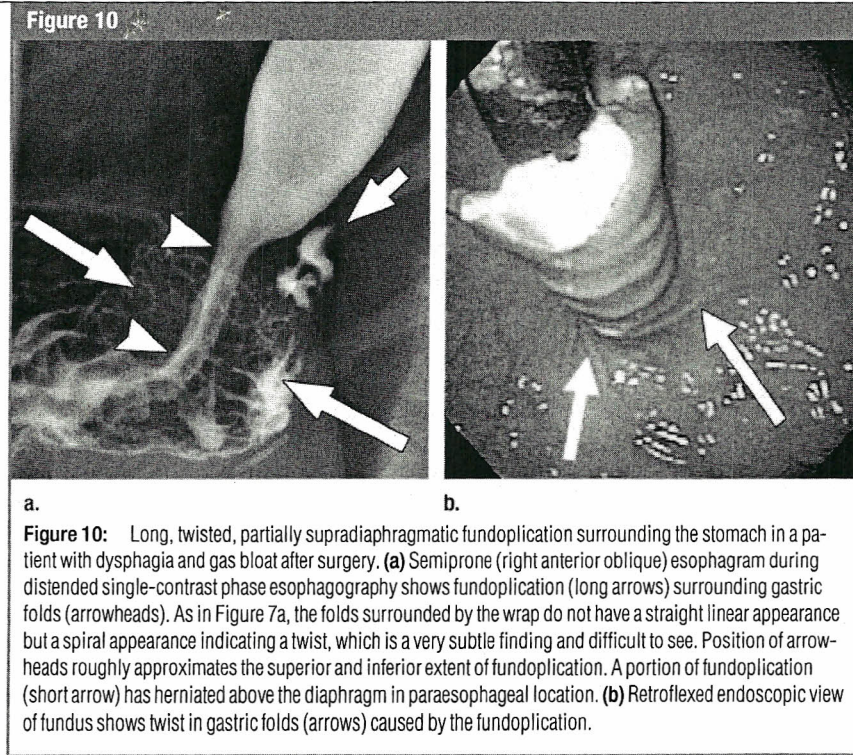 Figure 10
a.
b.
Figure 10: Long, twisted, partially supradiaphragmatic fundoplication surrounding the stomach in a pa-
tient with dysphagia and gas bloat after surgery. (a) Semiprone (right anterior oblique) esophagram during
distended single-contrast phase esophagography shows fundoplication (long arrows) surrounding gastric
folds (arrowheads). As in Figure 7a, the folds surrounded by the wrap do not have a straight linear appearance
but a spiral appearance indicating a twist, which is a very subtle finding and difficult to see. Position of arrow-
heads roughly approximates the superior and inferior extent of fundoplication. A portion of fundoplication
(short arrow) has herniated above the diaphragm in paraesophageal location. (b) Retroflexed endoscopic view
of fundus shows twist in gastric folds (arrows) caused by the fundoplication.